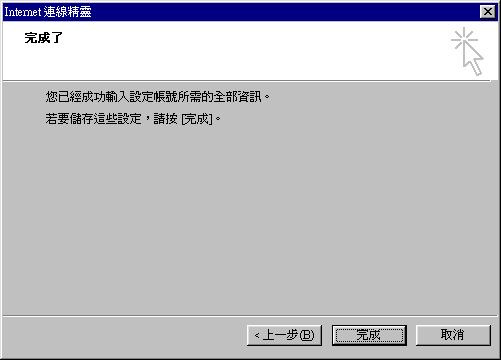 Internet 連線精靈
完成了
您已經成功輸入設定帳號所需的全部資訊。
若要儲存這些設定，請按 [完成]。
< 上一步(B)
完成
取消